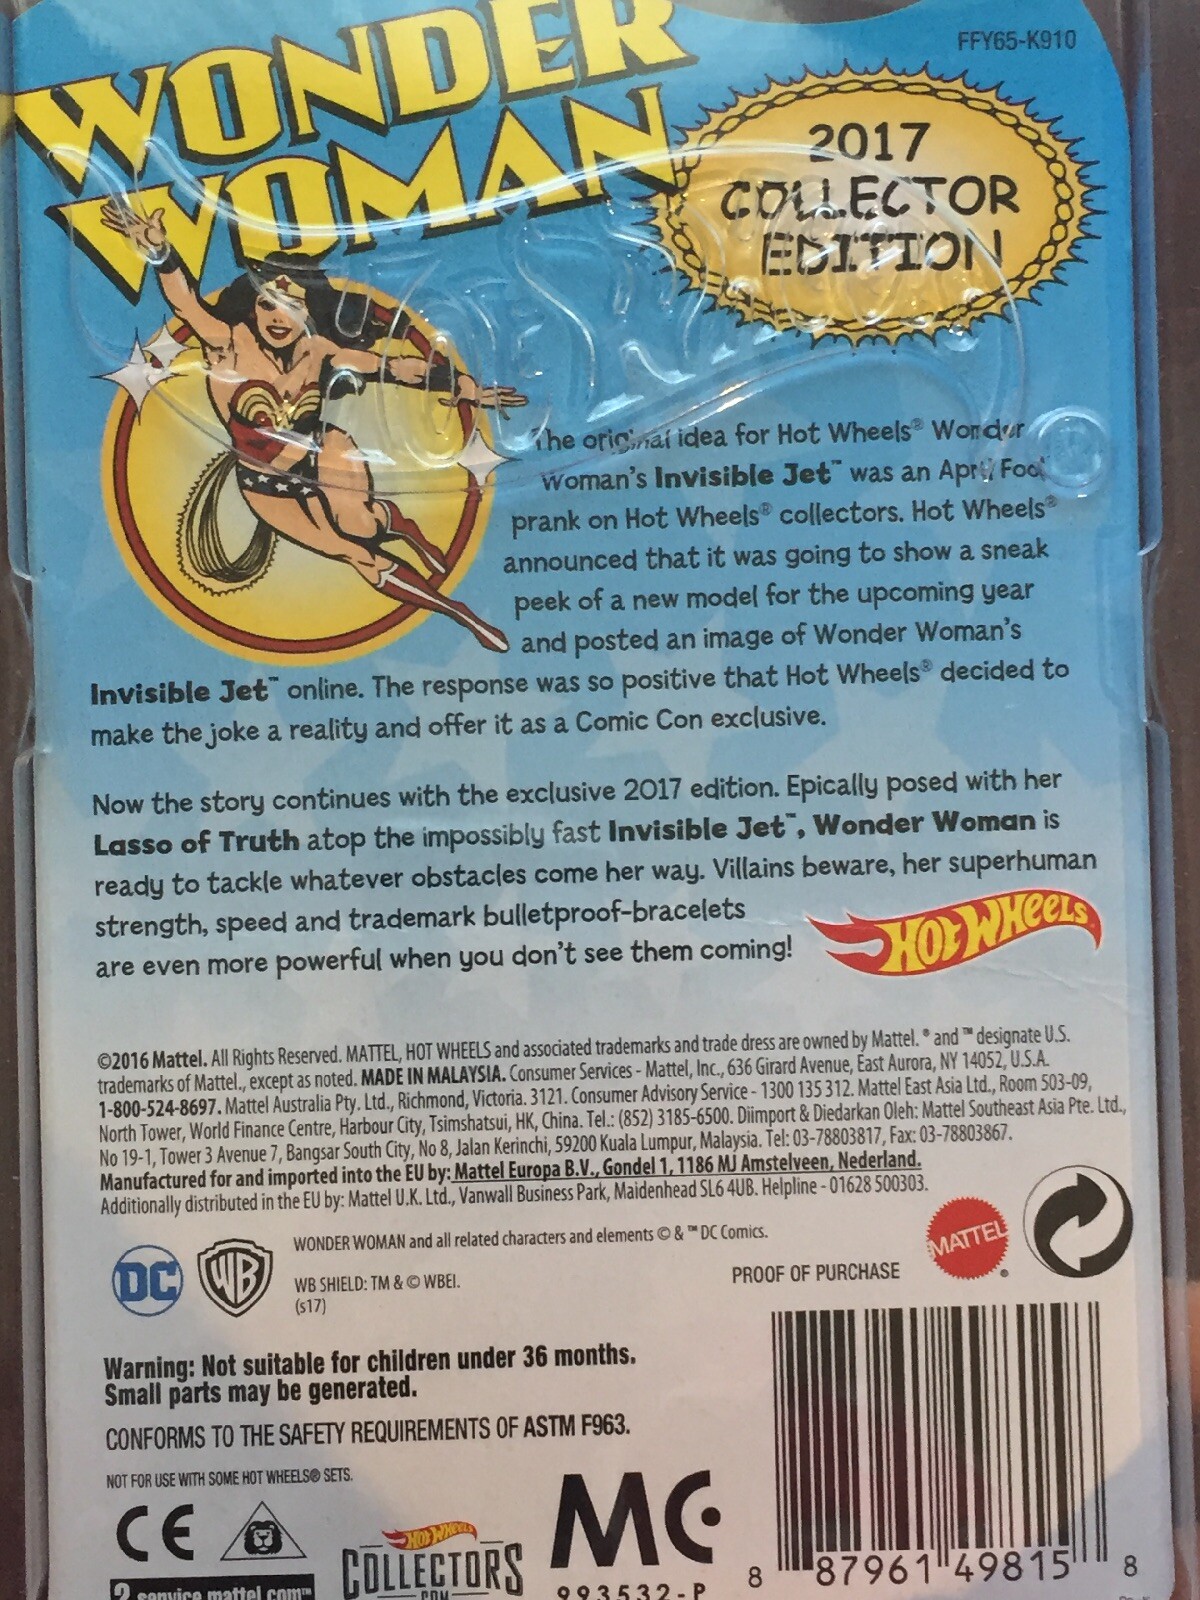 WONDER
WOMAN
FFY65-K910
2017
COLLECTOR
EDITION
The original idea for Hot Wheels® Wonder
Woman's Invisible Jet™ was an April Fool
prank on Hot Wheels® collectors. Hot Wheels®
announced that it was going to show a sneak
peek of a new model for the upcoming year
and posted an image of Wonder Woman's
Invisible Jet™ online. The response was so positive that Hot Wheels® decided to
make the joke a reality and offer it as a Comic Con exclusive.
Now the story continues with the exclusive 2017 edition. Epically posed with her
Lasso of Truth atop the impossibly fast Invisible Jet™, Wonder Woman is
ready to tackle whatever obstacles come her way. Villains beware, her superhuman
strength, speed and trademark bulletproof-bracelets
are even more powerful when you don't see them coming!
HOT WHEELS
©2016 Mattel. All Rights Reserved. MATTEL, HOT WHEELS and associated trademarks and trade dress are owned by Mattel. ® and ™ designate U.S.
trademarks of Mattel., except as noted. MADE IN MALAYSIA. Consumer Services - Mattel, Inc., 636 Girard Avenue, East Aurora, NY 14052, U.S.A.
1-800-524-8697. Mattel Australia Pty. Ltd., Richmond, Victoria. 3121. Consumer Advisory Service - 1300 135 312. Mattel East Asia Ltd., Room 503-09,
North Tower, World Finance Centre, Harbour City, Tsimshatsui, HK, China. Tel.: (852) 3185-6500. Diimport & Diedarkan Oleh: Mattel Southeast Asia Pte. Ltd.,
No 19-1, Tower 3 Avenue 7, Bangsar South City, No 8, Jalan Kerinchi, 59200 Kuala Lumpur, Malaysia. Tel: 03-78803817, Fax: 03-78803867.
Manufactured for and imported into the EU by: Mattel Europa B.V., Gondel 1, 1186 MJ Amstelveen, Nederland.
Additionally distributed in the EU by: Mattel U.K. Ltd., Vanwall Business Park, Maidenhead SL6 4UB. Helpline - 01628 500303.
DC
WB
WONDER WOMAN and all related characters and elements © & ™ DC Comics.
WB SHIELD: TM & © WBEI.
(s17)
PROOF OF PURCHASE
MATTEL®
Warning: Not suitable for children under 36 months.
Small parts may be generated.
CONFORMS TO THE SAFETY REQUIREMENTS OF ASTM F963.
NOT FOR USE WITH SOME HOT WHEELS® SETS.
CE
HOT WHEELS
COLLECTORS
.COM
MC
993532-P
? service.mattel.com™
8 87961 49815 8